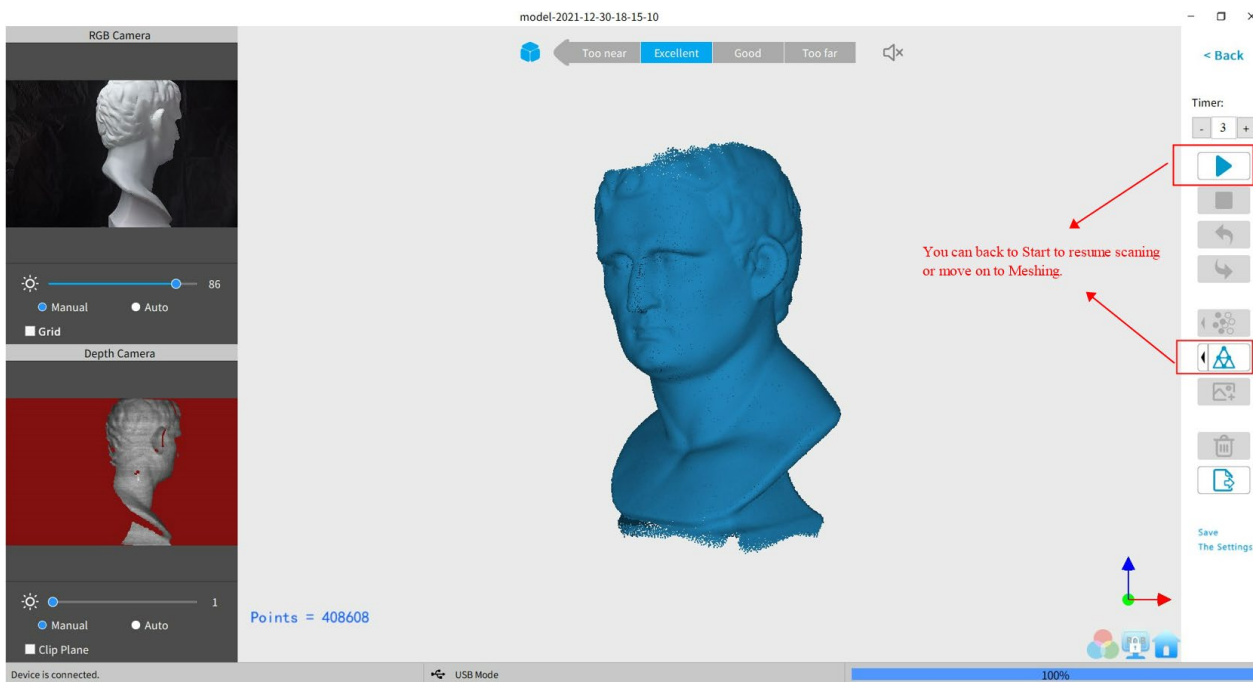 model-2021-12-30-18-15-10
RGB Camera
Too near Excellent Good Too far
< Back
Timer:
- 3 +
86
Manual Auto
Grid
You can back to Start to resume scaning
or move on to Meshing.
Depth Camera
1
Manual Auto
Clip Plane
Points = 408608
Save
The Settings
Device is connected.
USB Mode
100%